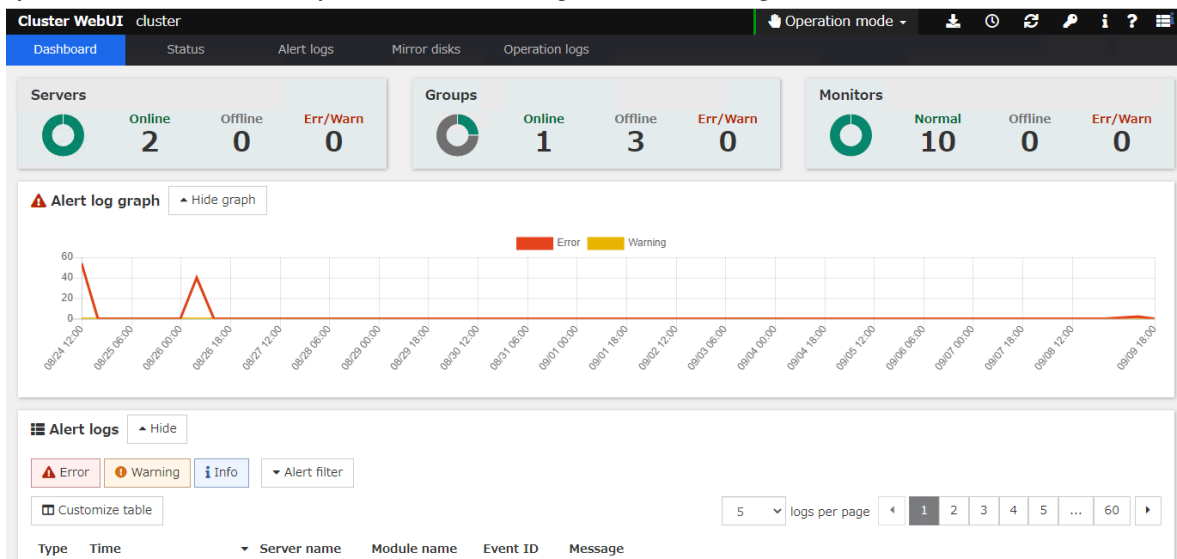 Cluster WebUI cluster Operation mode
Dashboard Status Alert logs Mirror disks Operation logs
Servers
Online Offline Err/Warn
2 0 0
Groups
Online Offline Err/Warn
1 3 0
Monitors
Normal Offline Err/Warn
10 0 0
Alert log graph Hide graph
Error Warning
60
40
20
0
08/24 12:00 08/25 06:00 08/26 00:00 08/26 18:00 08/27 12:00 08/28 06:00 08/29 00:00 08/29 18:00 08/30 12:00 08/31 06:00 09/01 00:00 09/01 18:00 09/02 12:00 09/03 06:00 09/04 00:00 09/04 18:00 09/05 12:00 09/06 06:00 09/07 00:00 09/07 18:00 09/08 12:00 09/09 18:00
Alert logs Hide
Error Warning Info Alert filter
Customize table 5 logs per page 1 2 3 4 5 ... 60
Type Time Server name Module name Event ID Message